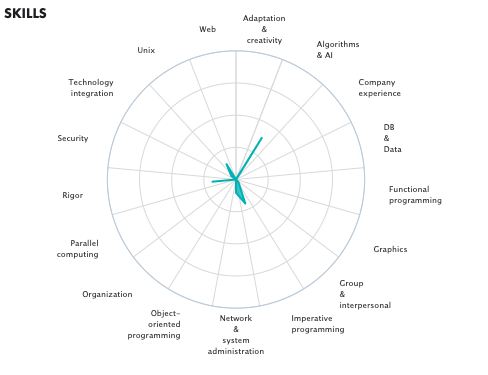 SKILLS
Adaptation
&
creativity
Algorithms
& AI
Company
experience
DB
&
Data
Functional
programming
Graphics
Group
&
interpersonal
Imperative
programming
Network
&
system
administration
Object-
oriented
programming
Organization
Parallel
computing
Rigor
Security
Technology
integration
Unix
Web